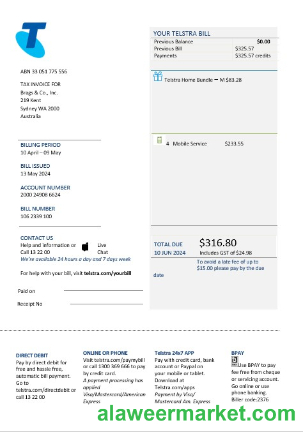 YOUR TELSTRA BILL
Previous Balance $0.00
Previous Bill $325.57
Payments $325.57 credits
ABN 33 051 775 556
TAX INVOICE FOR
Brags & Co., Inc.
289 Kent
Sydney WA 2000
Australia
Telstra Home Bundle – M $83.28
4 Mobile Service $233.55
BILLING PERIOD
10 April - 09 May
BILL ISSUED
13 May 2024
ACCOUNT NUMBER
2000 24906 6624
BILL NUMBER
106 2339 100
CONTACT US
Help and information or Live
Call 13 22 00 Chat
We're available 24 hours a day and 7 days week
For help with your bill, visit telstra.com/yourbill
TOTAL DUE $316.80
10 JUN 2024 Includes GST of $24.98
To avoid a late fee of up to
$15.00 please pay by the due
date
Paid on
Receipt No
DIRECT DEBIT
Pay by direct debit for
free and hassle free,
automatic bill payment.
Go to
telstra.com/directdebit or
call 13 22 00
ONLINE OR PHONE
Visit telstra.com/paymybill
or call 1300 369 666 to pay
by credit card.
A payment processing has
applied
Visa/Mastercard/American
Express
Telstra 24x7 APP
Pay with credit card, bank
account or Paypal on
your mobile or tablet.
Download at
Telstra.com/apps
Payment by Visa/
Mastercard Am. Express
BPAY
Use BPAY to pay
fee free from cheque
or servicing account.
Go online or use
phone banking.
Biller code:2376
alaweermarket.com